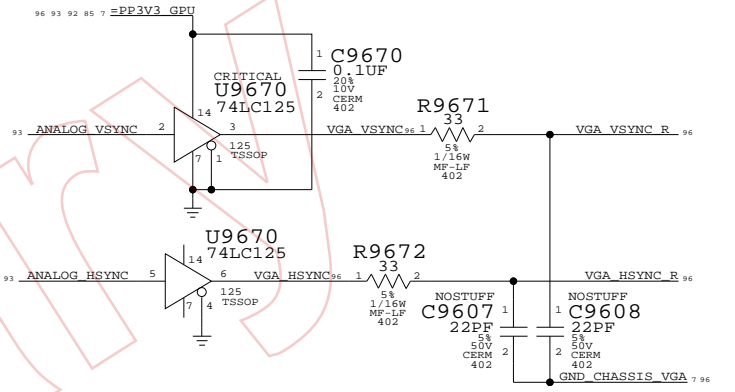 96 93 92 85 7 =PP3V3_GPU
CRITICAL
U9670
74LC125
14
2
3
7
1
125
TSSOP
1
C9670
0.1UF
20%
10V
CERM
402
2
93 ANALOG_VSYNC
VGA_VSYNC 96
R9671
1
33
2
5%
1/16W
MF-LF
402
VGA_VSYNC_R 96
U9670
74LC125
14
93 ANALOG_HSYNC
5
6
7
4
125
TSSOP
VGA_HSYNC 96
R9672
1
33
2
5%
1/16W
MF-LF
402
VGA_HSYNC_R 96
NOSTUFF
C9607
1
22PF
5%
50V
CERM
402
2
NOSTUFF
1
C9608
22PF
5%
50V
CERM
402
2
GND_CHASSIS_VGA 7 96
ry